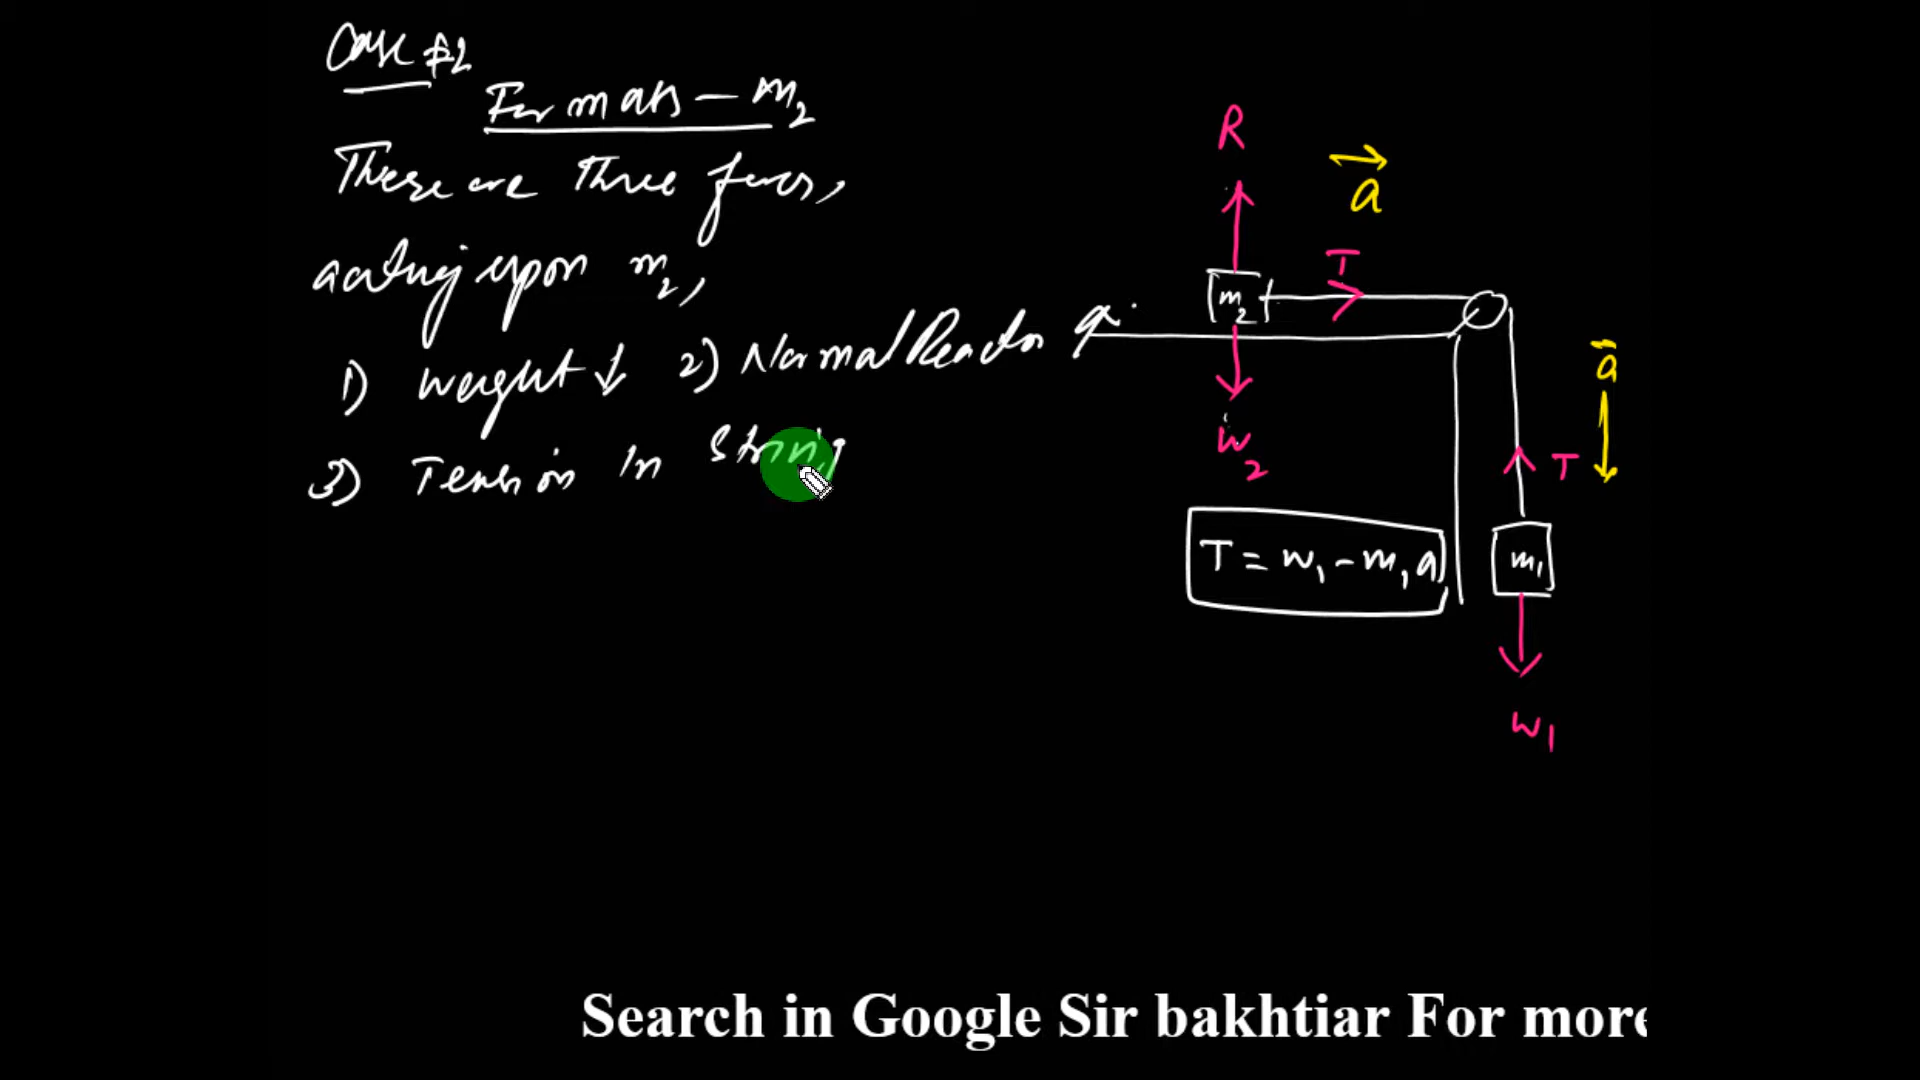 Case #2
For mass - m₂
There are three forces,
acting upon m₂,
1) weight ↓ 2) Normal Reaction
3) Tension in string
R
a
T
m₂
a
W₂
T
T = w₁ - m₁a
m₁
W₁
Search in Google Sir bakhtiar For more